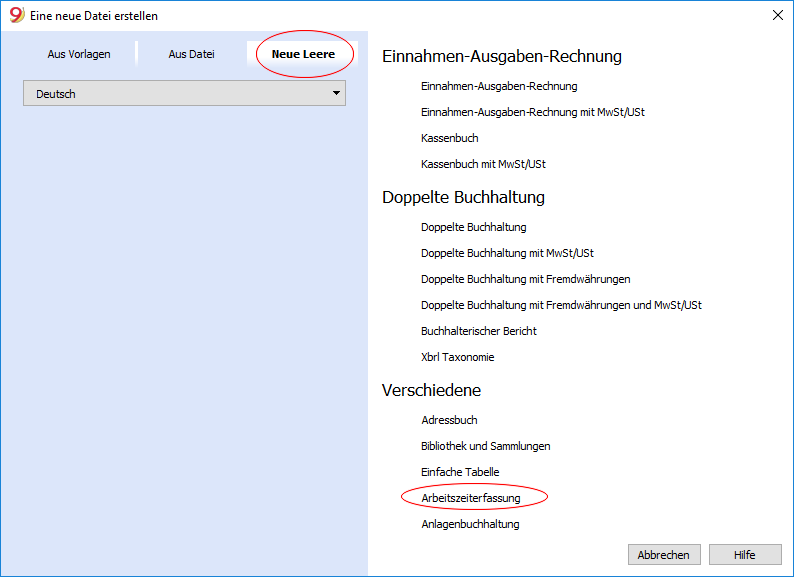 Eine neue Datei erstellen
Aus Vorlagen
Aus Datei
Neue Leere
Deutsch
Einnahmen-Ausgaben-Rechnung
Einnahmen-Ausgaben-Rechnung
Einnahmen-Ausgaben-Rechnung mit MwSt/USt
Kassenbuch
Kassenbuch mit MwSt/USt
Doppelte Buchhaltung
Doppelte Buchhaltung
Doppelte Buchhaltung mit MwSt/USt
Doppelte Buchhaltung mit Fremdwährungen
Doppelte Buchhaltung mit Fremdwährungen und MwSt/USt
Buchhalterischer Bericht
Xbrl Taxonomie
Verschiedene
Adressbuch
Bibliothek und Sammlungen
Einfache Tabelle
Arbeitszeiterfassung
Anlagenbuchhaltung
Abbrechen
Hilfe